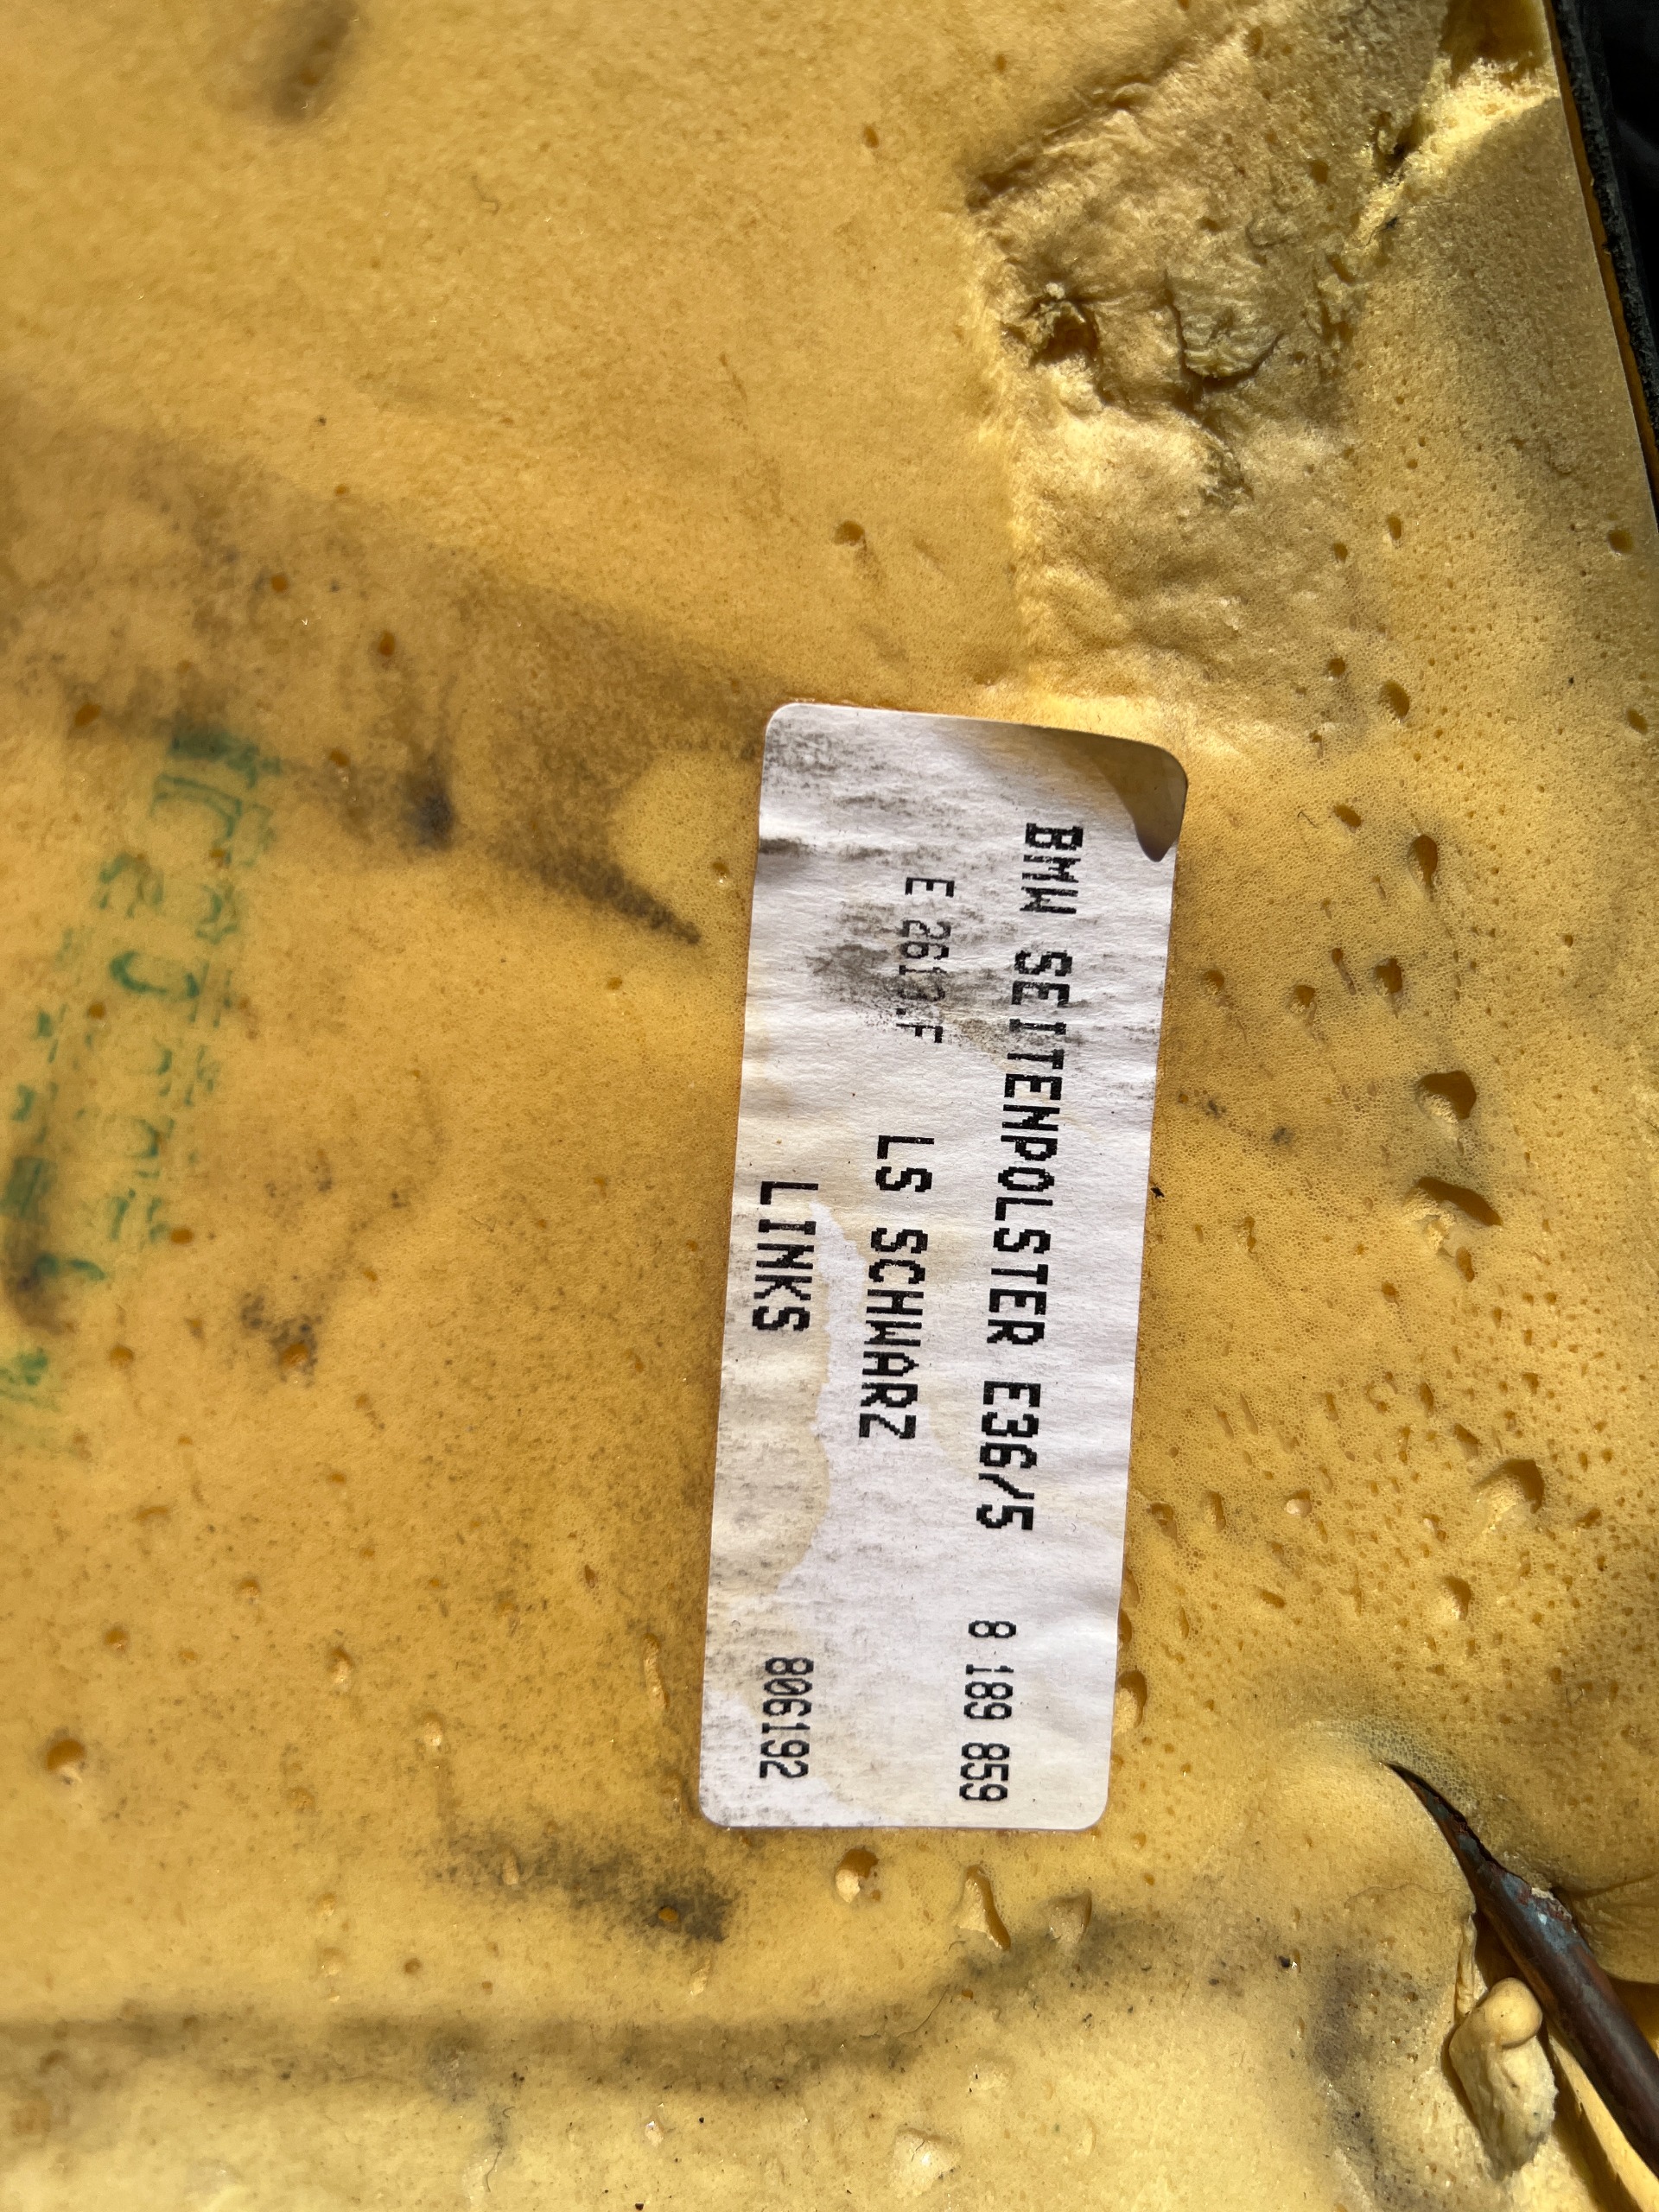 BMW SEITENPOLSTER E36/5 8 189 859
E 2613.F
LS SCHWARZ
LINKS 806192